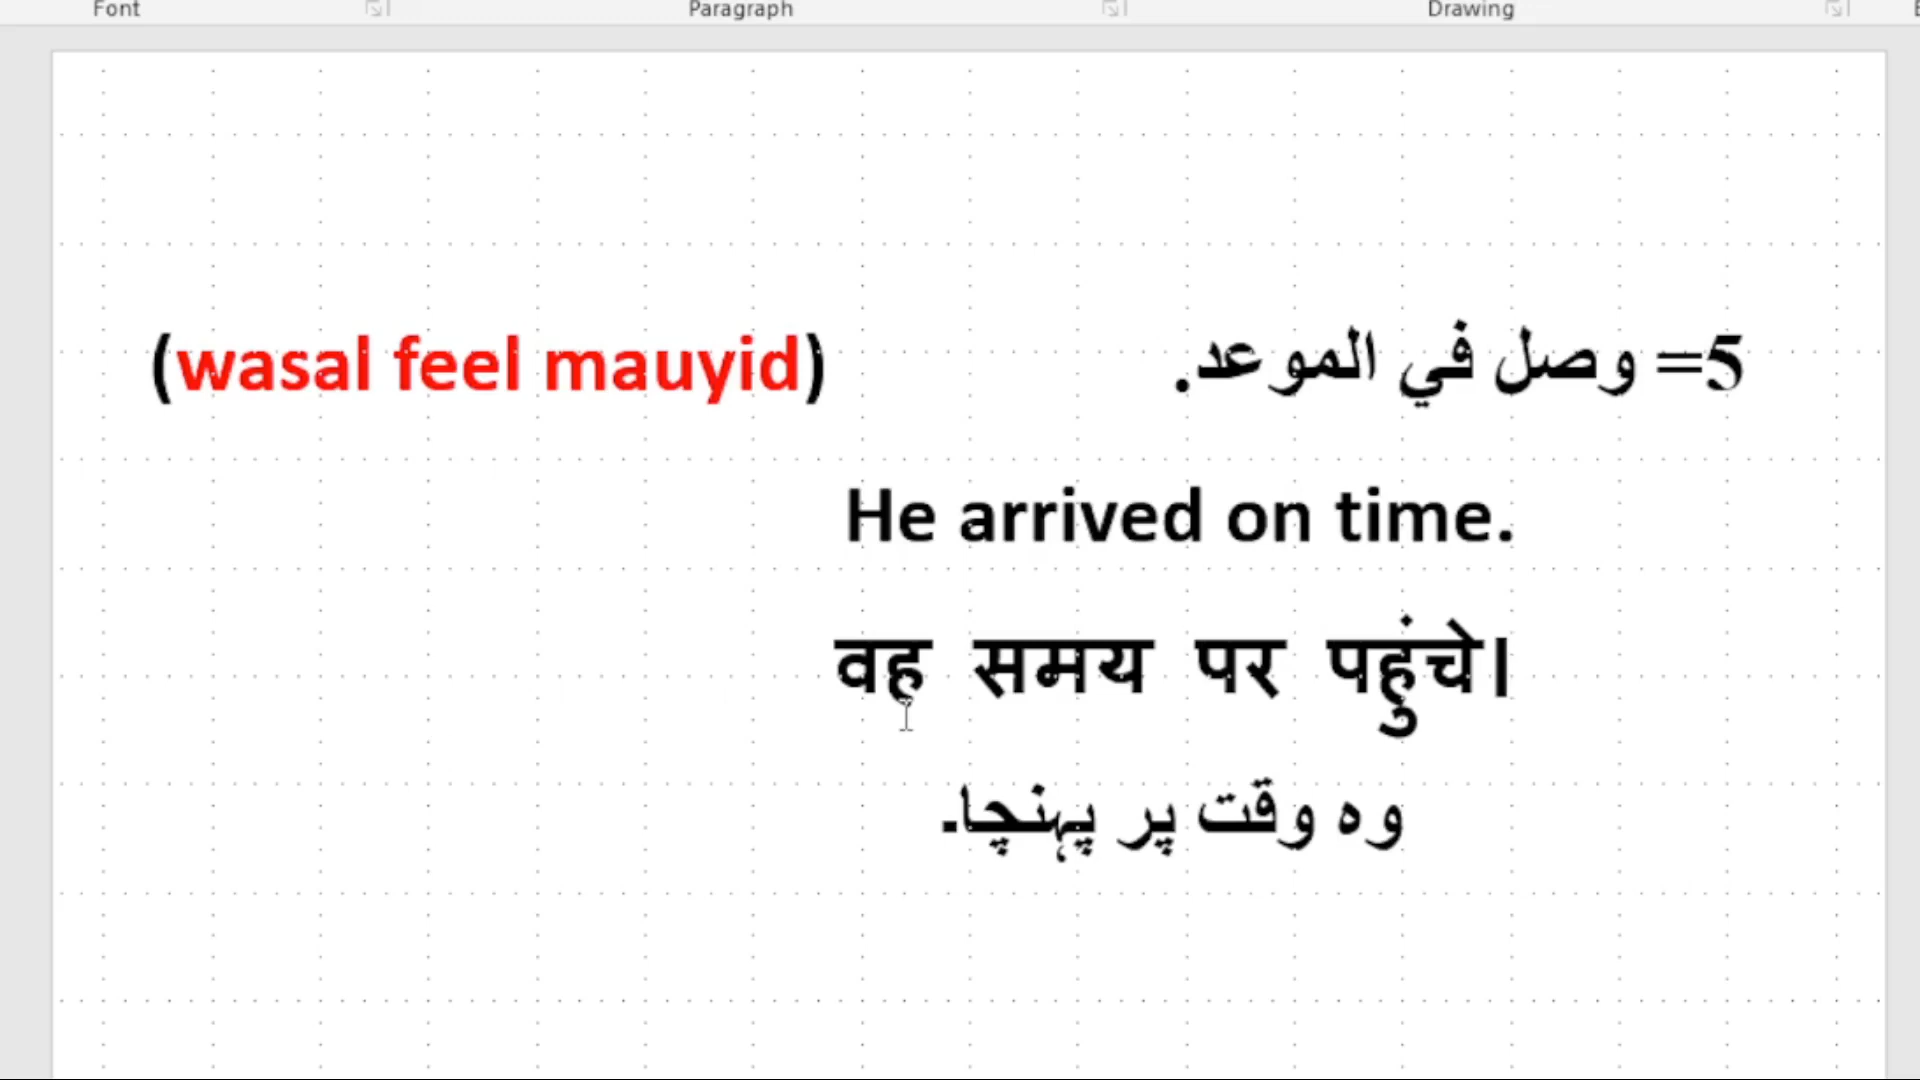 Font Paragraph Drawing
5= وصل في الموعد. (wasal feel mauyid)
He arrived on time.
वह समय पर पहुंचे।
وہ وقت پر پہنچا۔